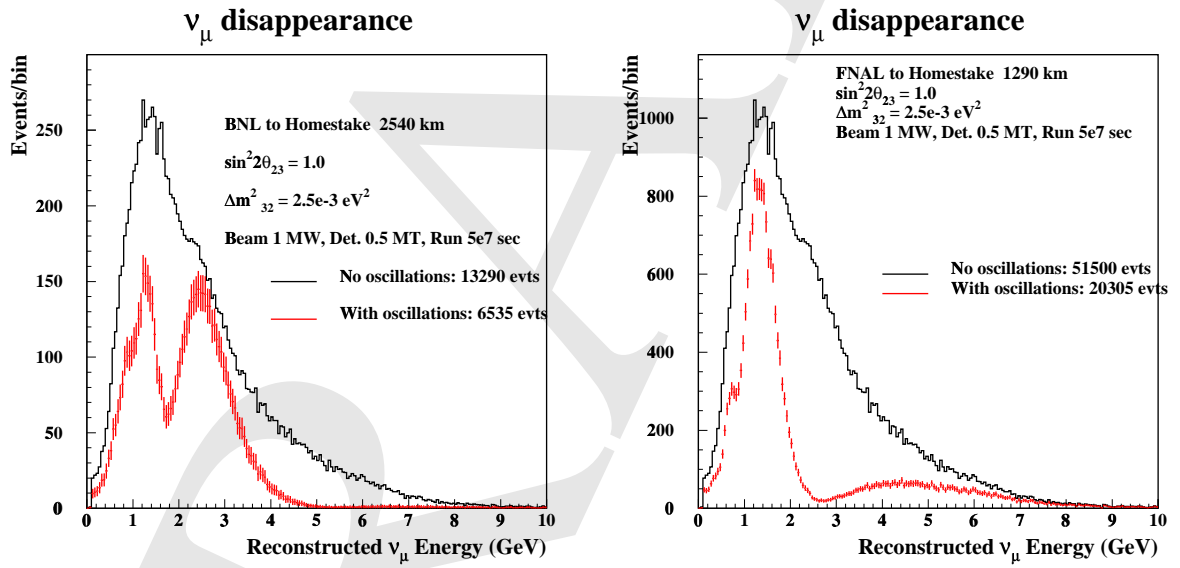 νμ disappearance
Events/bin
BNL to Homestake 2540 km
sin²2θ23 = 1.0
Δm²32 = 2.5e-3 eV²
Beam 1 MW, Det. 0.5 MT, Run 5e7 sec
No oscillations: 13290 evts
With oscillations: 6535 evts
250
200
150
100
50
0
0 1 2 3 4 5 6 7 8 9 10
Reconstructed νμ Energy (GeV)
νμ disappearance
Events/bin
FNAL to Homestake 1290 km
sin²2θ23 = 1.0
Δm²32 = 2.5e-3 eV²
Beam 1 MW, Det. 0.5 MT, Run 5e7 sec
No oscillations: 51500 evts
With oscillations: 20305 evts
1000
800
600
400
200
0
0 1 2 3 4 5 6 7 8 9 10
Reconstructed νμ Energy (GeV)